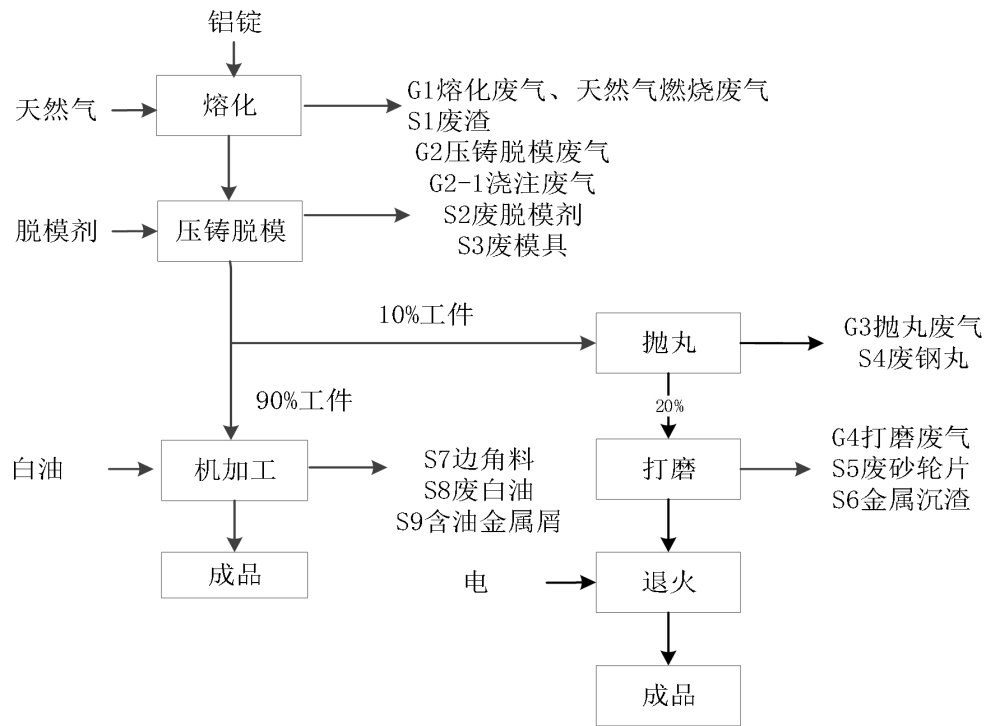 铝锭
天然气
熔化
G1熔化废气、天然气燃烧废气
S1废渣
G2压铸脱模废气
G2-1浇注废气
S2废脱模剂
S3废模具
脱模剂
压铸脱模
10%工件
抛丸
G3抛丸废气
S4废钢丸
90%工件
20%
白油
机加工
S7边角料
S8废白油
S9含油金属屑
打磨
G4打磨废气
S5废砂轮片
S6金属沉渣
成品
电
退火
成品